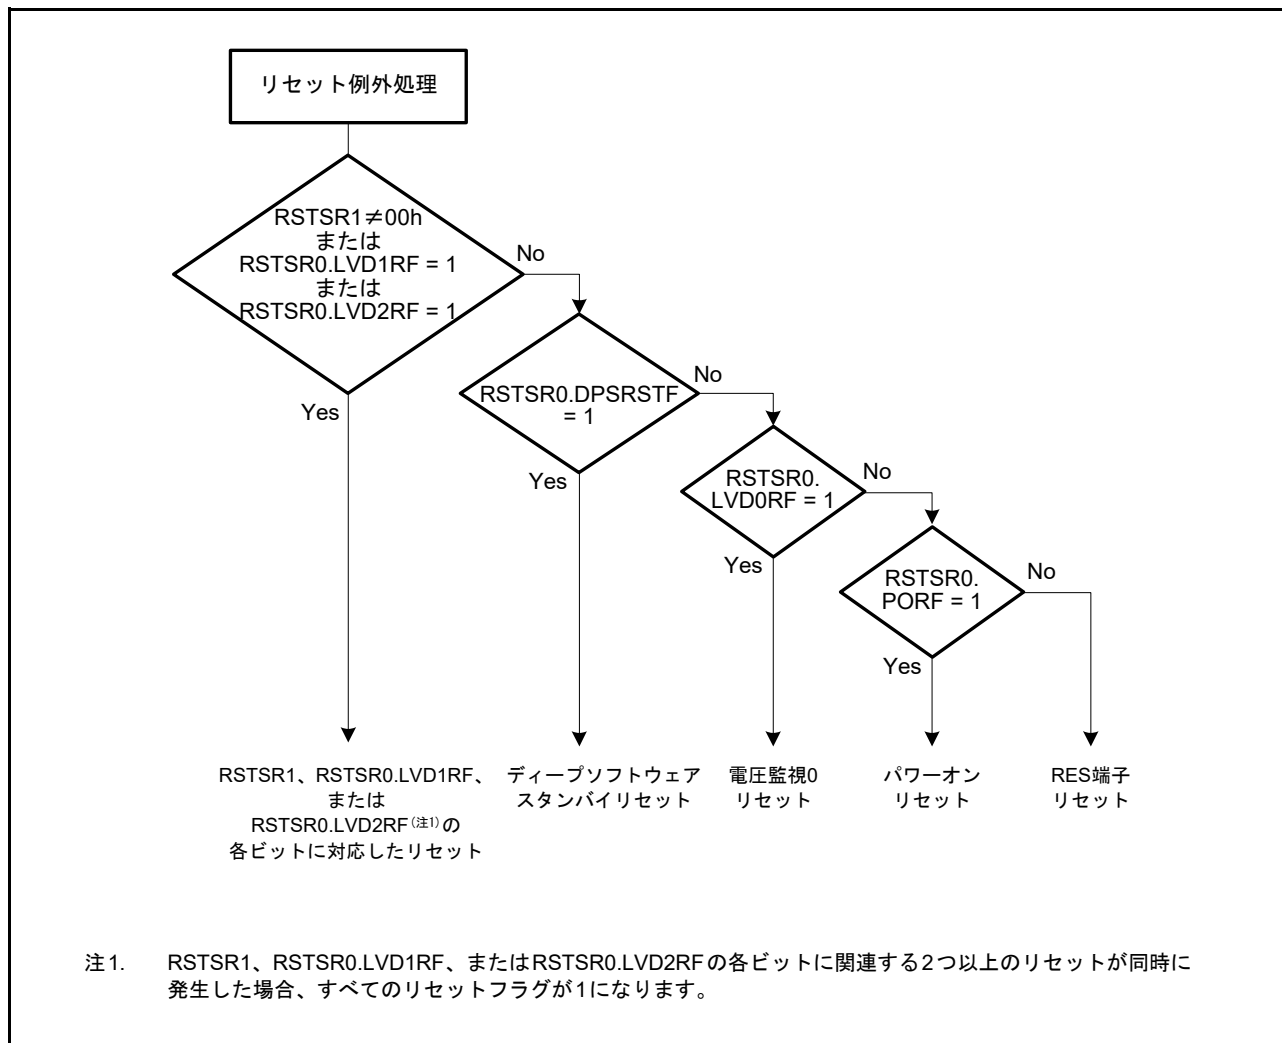 リセット例外処理
RSTSR1≠00h
または
RSTSR0.LVD1RF = 1
または
RSTSR0.LVD2RF = 1
No
Yes
RSTSR0.DPSRSTF
= 1
No
Yes
RSTSR0.
LVD0RF = 1
No
Yes
RSTSR0.
PORF = 1
No
Yes
RSTSR1、RSTSR0.LVD1RF、
または
RSTSR0.LVD2RF(注1)の
各ビットに対応したリセット
ディープソフトウェア
スタンバイリセット
電圧監視0
リセット
パワーオン
リセット
RES端子
リセット
注1. RSTSR1、RSTSR0.LVD1RF、またはRSTSR0.LVD2RFの各ビットに関連する2つ以上のリセットが同時に
発生した場合、すべてのリセットフラグが1になります。